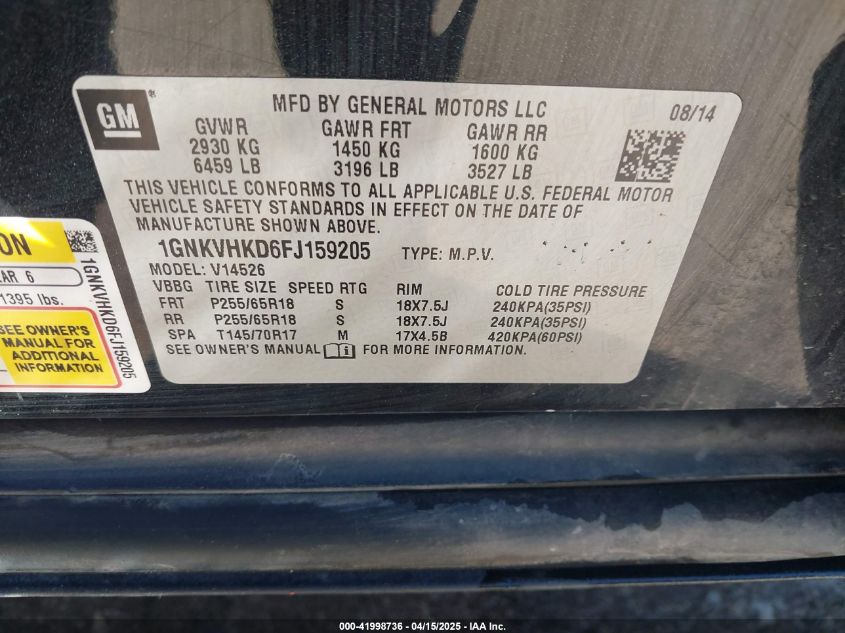 GM
MFD BY GENERAL MOTORS LLC
08/14
GVWR GAWR FRT GAWR RR
2930 KG 1450 KG 1600 KG
6459 LB 3196 LB 3527 LB
THIS VEHICLE CONFORMS TO ALL APPLICABLE U.S. FEDERAL MOTOR
VEHICLE SAFETY STANDARDS IN EFFECT ON THE DATE OF
MANUFACTURE SHOWN ABOVE.
1GNKVHKD6FJ159205 TYPE: M.P.V.
MODEL: V14526
VBBG TIRE SIZE SPEED RTG RIM COLD TIRE PRESSURE
FRT P255/65R18 S 18X7.5J 240KPA(35PSI)
RR P255/65R18 S 18X7.5J 240KPA(35PSI)
SPA T145/70R17 M 17X4.5B 420KPA(60PSI)
SEE OWNER'S MANUAL FOR MORE INFORMATION.
ON
AR 6
1395 lbs.
SEE OWNER'S
MANUAL FOR
ADDITIONAL
INFORMATION
1GNKVHKD6FJ159205
000-41998736 - 04/15/2025 - IAA Inc.